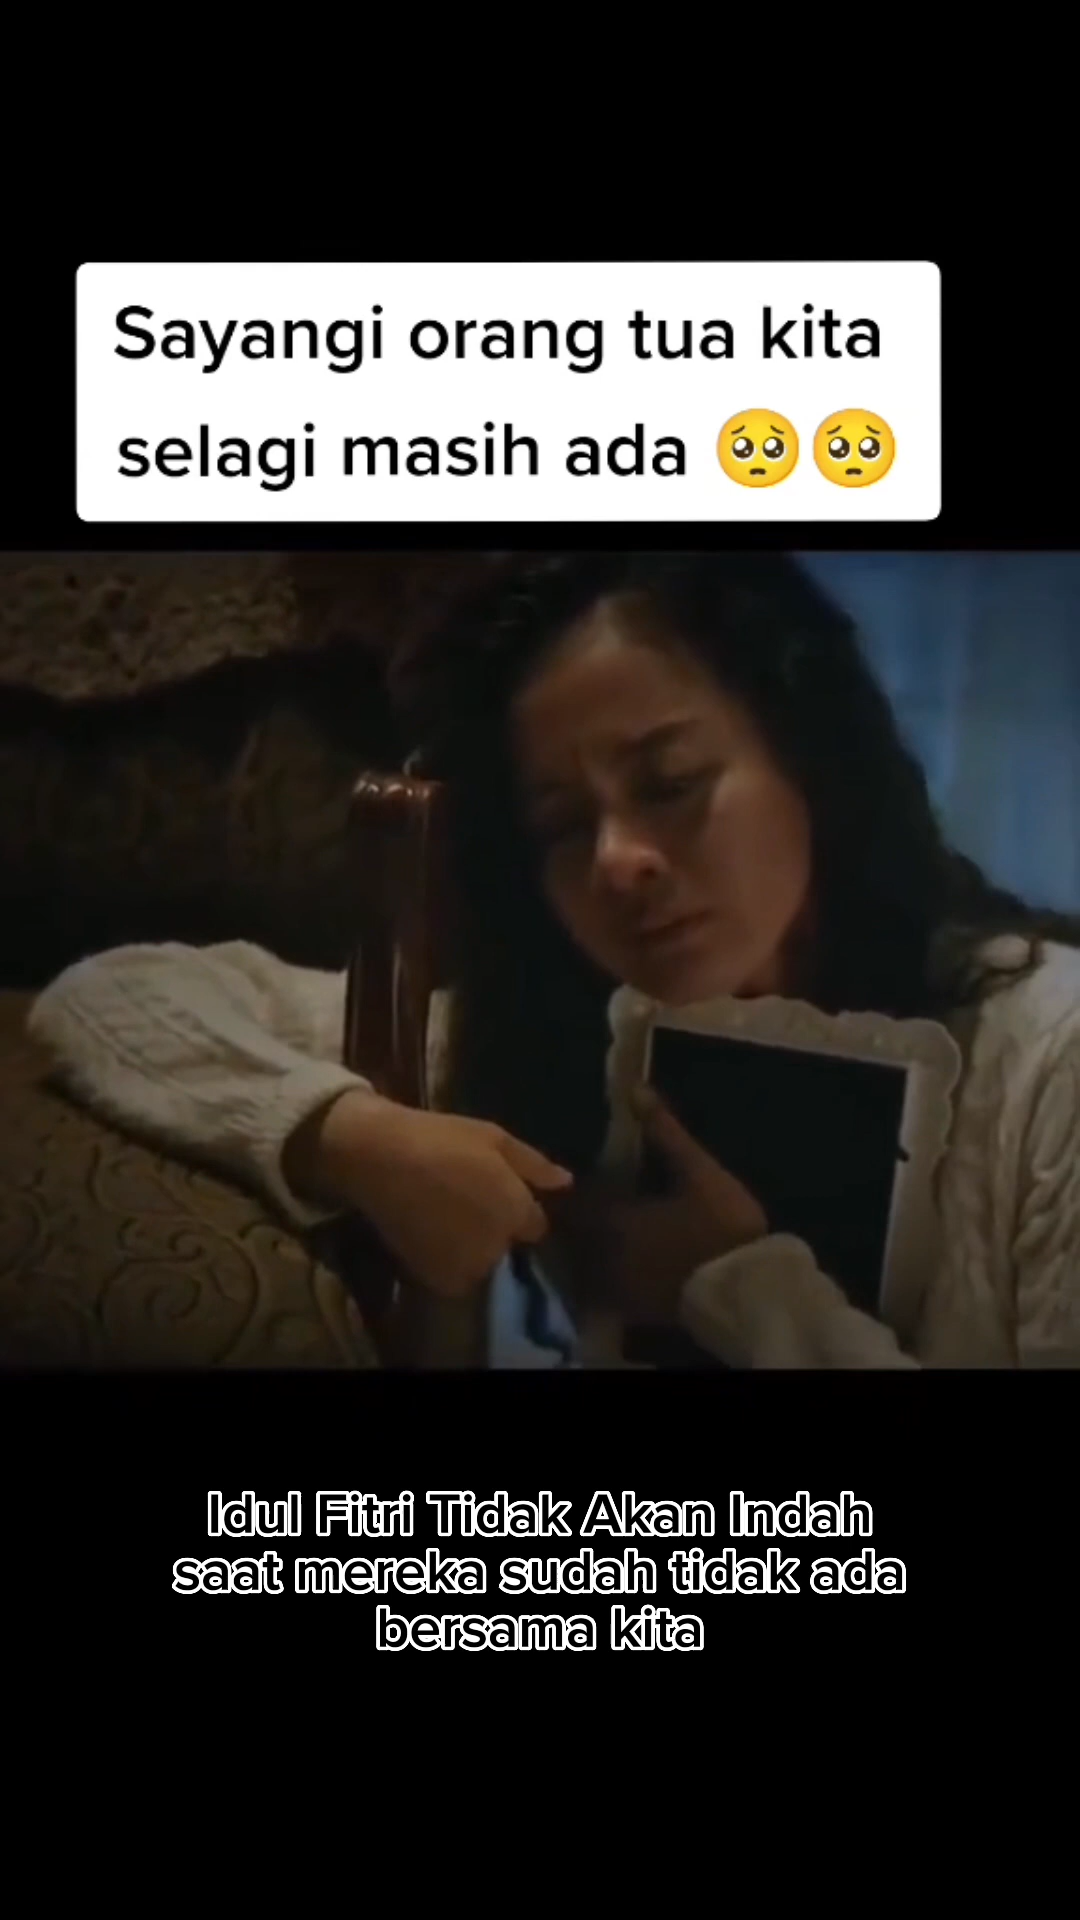 Sayangi orang tua kita
selagi masih ada 🥺🥺
Idul Fitri Tidak Akan Indah
saat mereka sudah tidak ada
bersama kita